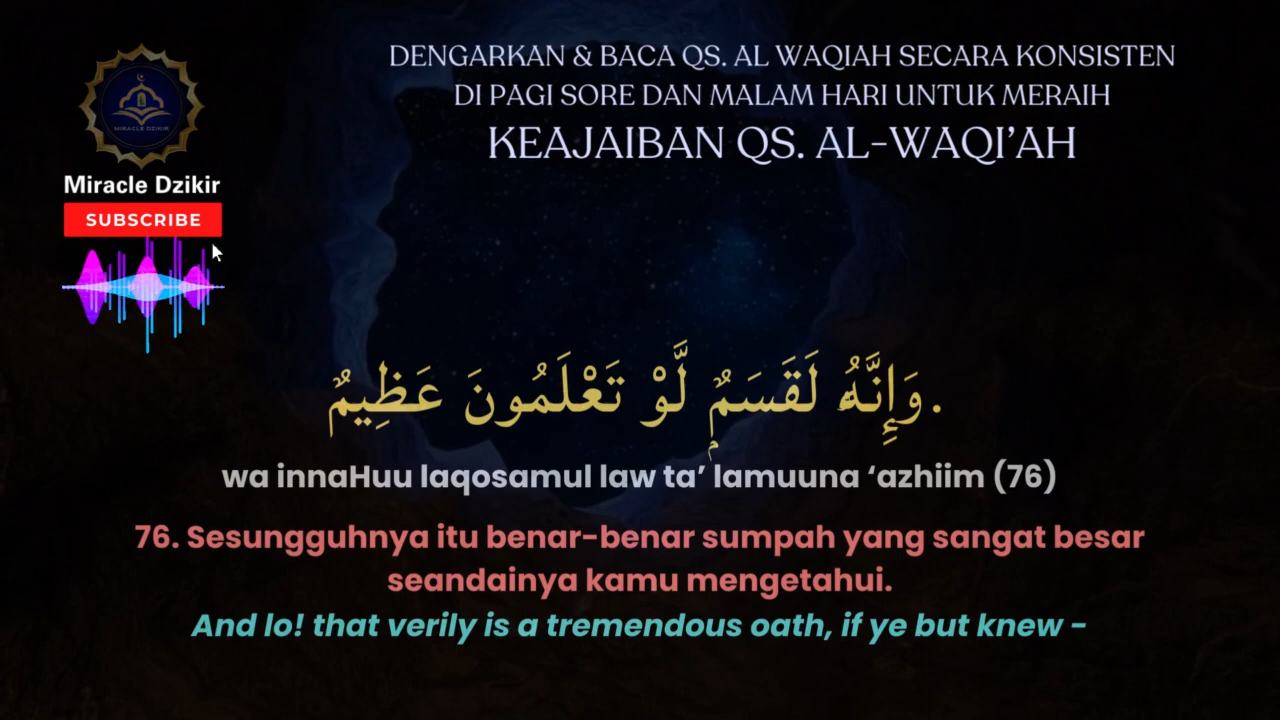 DENGARKAN & BACA QS. AL WAQIAH SECARA KONSISTEN
DI PAGI SORE DAN MALAM HARI UNTUK MERAIH
KEAJAIBAN QS. AL-WAQI’AH
MIRACLE DZIKIR
Miracle Dzikir
SUBSCRIBE
وَإِنَّهُۥ لَقَسَمٌۭ لَّوْ تَعْلَمُونَ عَظِيمٌ.
wa innaHuu laqosamul law ta’ lamuuna ‘azhiim (76)
76. Sesungguhnya itu benar-benar sumpah yang sangat besar
seandainya kamu mengetahui.
And lo! that verily is a tremendous oath, if ye but knew -